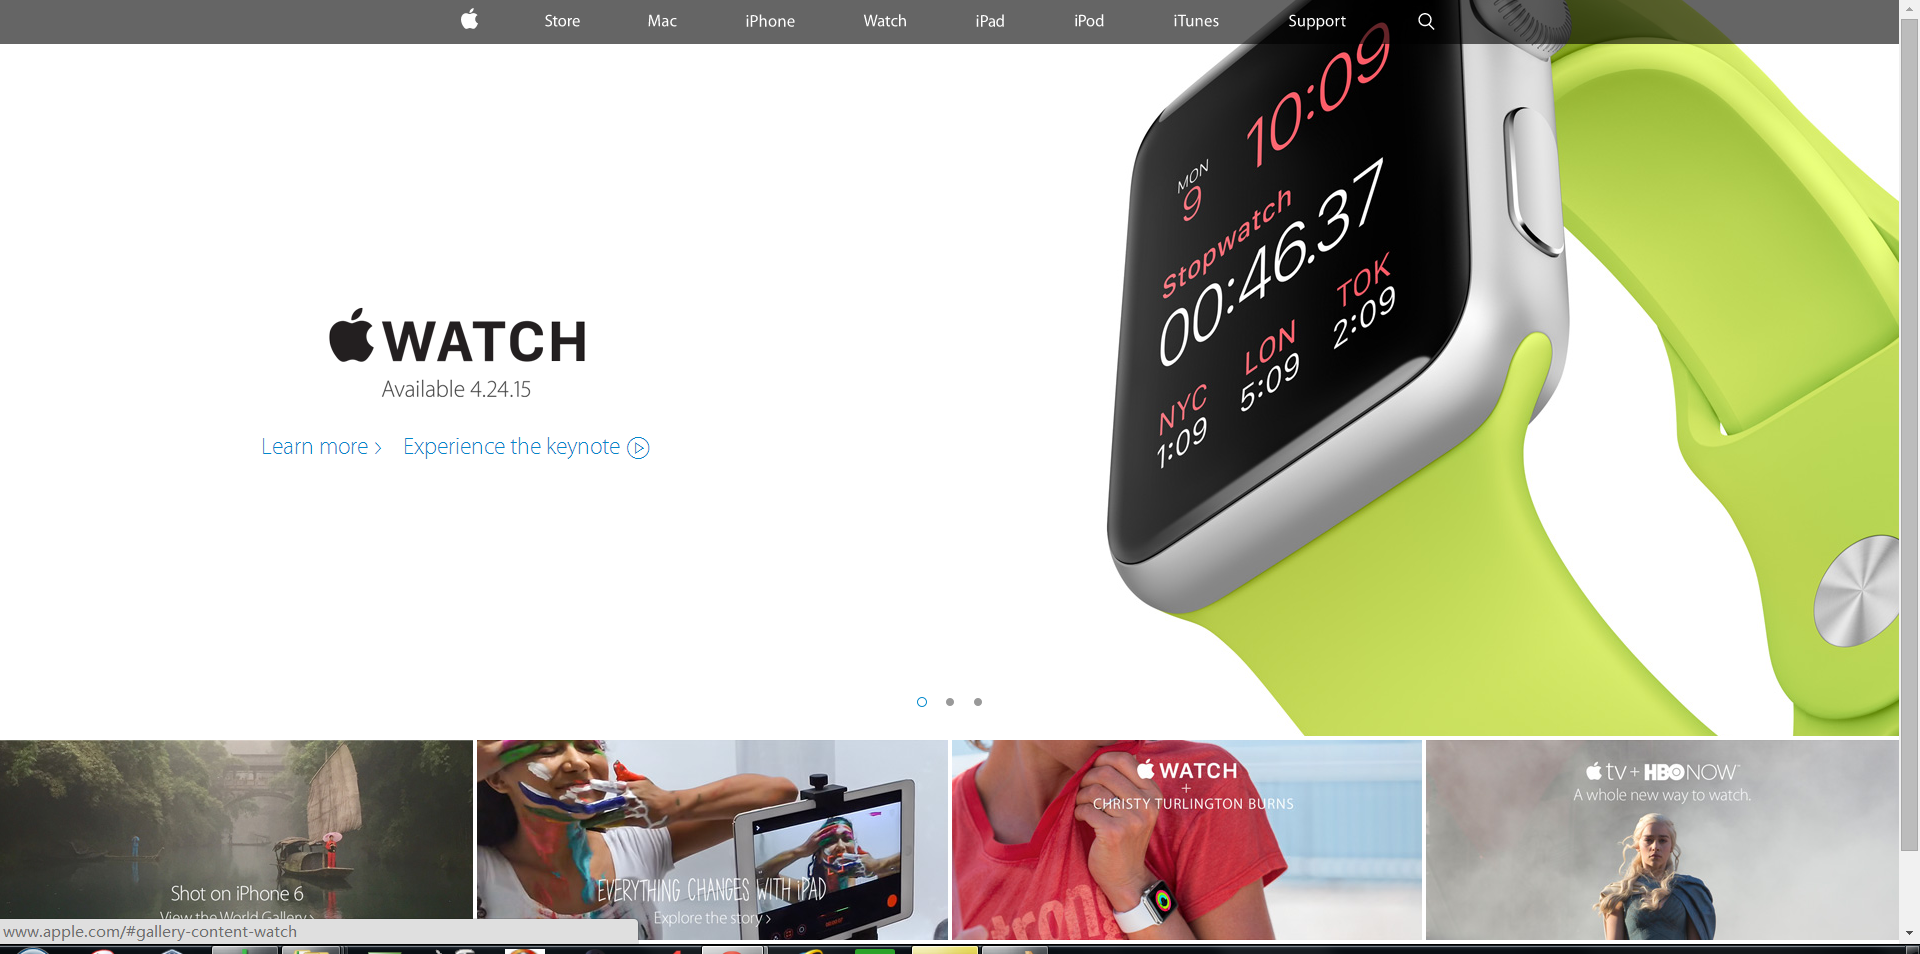 Store Mac iPhone Watch iPad iPod iTunes Support
10:09
MON
9
Stopwatch
00:46.37
NYC
1:09
LON
5:09
TOK
2:09
WATCH
Available 4.24.15
Learn more > Experience the keynote
Shot on iPhone 6
View the World Gallery >
EVERYTHING CHANGES WITH iPAD
Explore the story >
WATCH
+
CHRISTY TURLINGTON BURNS
tv + HBO NOW
A whole new way to watch.
www.apple.com/#gallery-content-watch